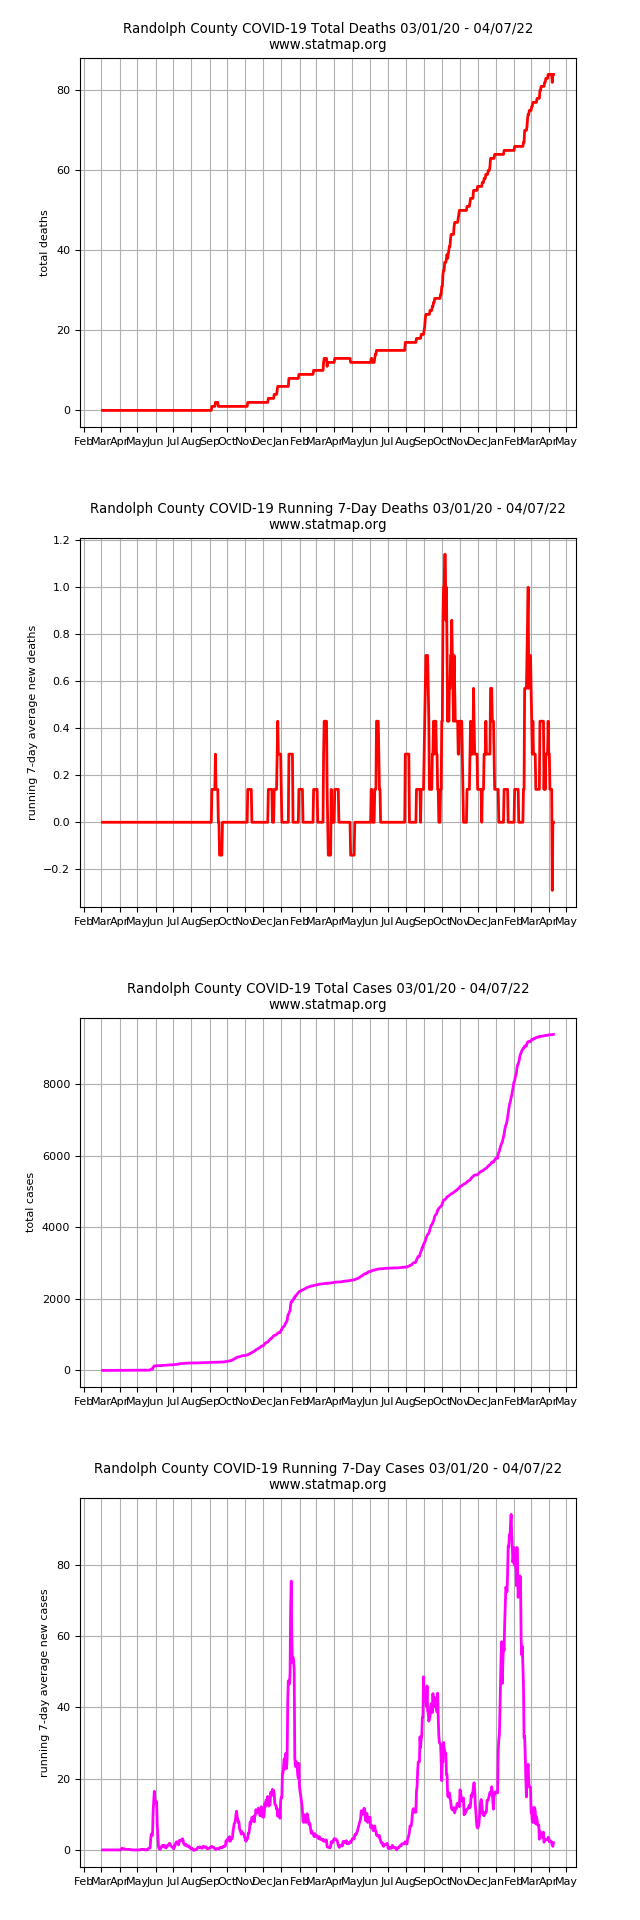 Randolph County COVID-19 Total Deaths 03/01/20 - 04/07/22
www.statmap.org
80
60
40
20
0
total deaths
Feb Mar Apr May Jun Jul Aug Sep Oct Nov Dec Jan Feb Mar Apr May Jun Jul Aug Sep Oct Nov Dec Jan Feb Mar Apr May
Randolph County COVID-19 Running 7-Day Deaths 03/01/20 - 04/07/22
www.statmap.org
1.2
1.0
0.8
0.6
0.4
0.2
0.0
−0.2
running 7-day average new deaths
Feb Mar Apr May Jun Jul Aug Sep Oct Nov Dec Jan Feb Mar Apr May Jun Jul Aug Sep Oct Nov Dec Jan Feb Mar Apr May
Randolph County COVID-19 Total Cases 03/01/20 - 04/07/22
www.statmap.org
8000
6000
4000
2000
0
total cases
Feb Mar Apr May Jun Jul Aug Sep Oct Nov Dec Jan Feb Mar Apr May Jun Jul Aug Sep Oct Nov Dec Jan Feb Mar Apr May
Randolph County COVID-19 Running 7-Day Cases 03/01/20 - 04/07/22
www.statmap.org
80
60
40
20
0
running 7-day average new cases
Feb Mar Apr May Jun Jul Aug Sep Oct Nov Dec Jan Feb Mar Apr May Jun Jul Aug Sep Oct Nov Dec Jan Feb Mar Apr May